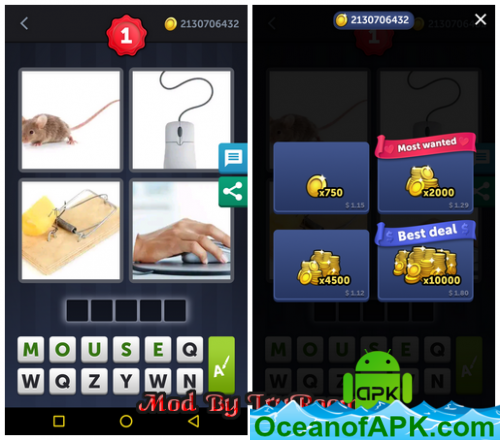 1
2130706432
M O U S E Q
W Q Z Y W N
A
2130706432
1
x750
$ 1.15
Most wanted
x2000
$ 1.29
x4500
$ 1.12
Best deal
x10000
$ 1.80
Mod By
APK
OceanofAPK.com